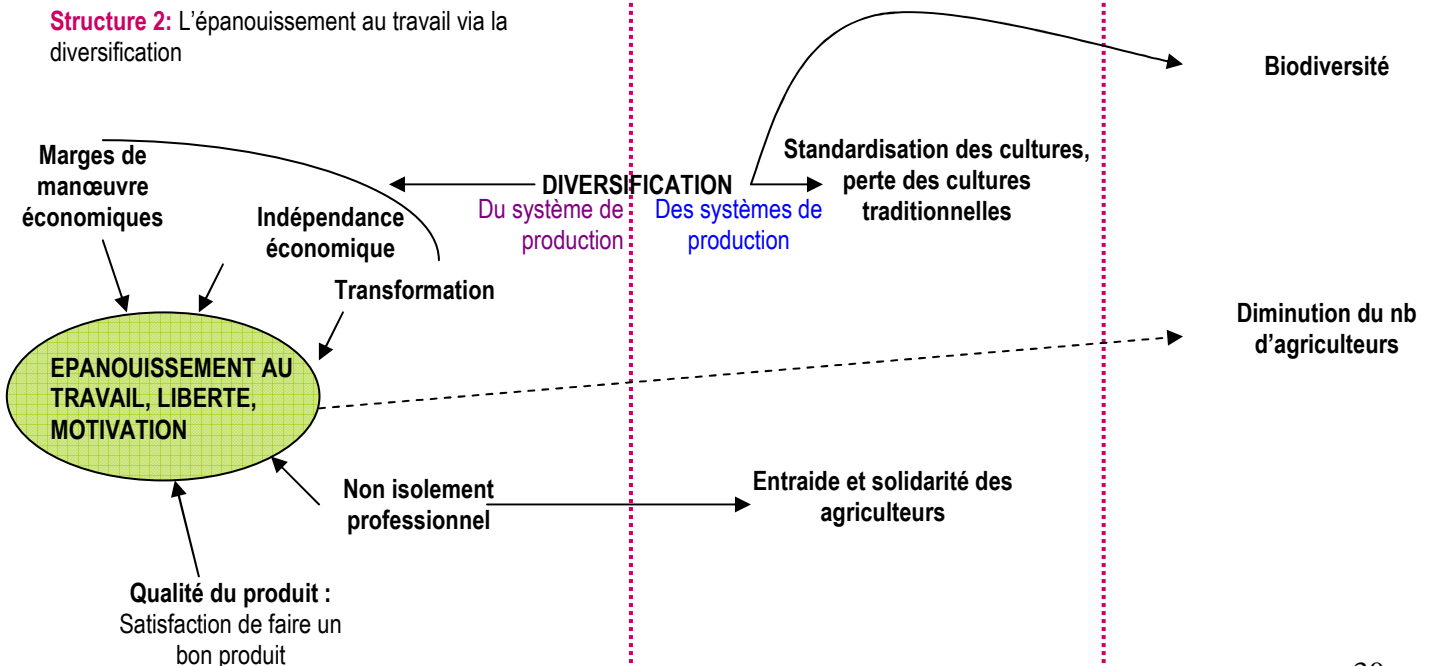 Structure 2: L'épanouissement au travail via la
diversification
Biodiversité
Marges de
manœuvre
économiques
Indépendance
économique
Transformation
DIVERSIFICATION
Du système de
production
Des systèmes de
production
Standardisation des cultures,
perte des cultures
traditionnelles
Diminution du nb
d'agriculteurs
EPANOUISSEMENT AU
TRAVAIL, LIBERTE,
MOTIVATION
Non isolement
professionnel
Entraide et solidarité des
agriculteurs
Qualité du produit :
Satisfaction de faire un
bon produit